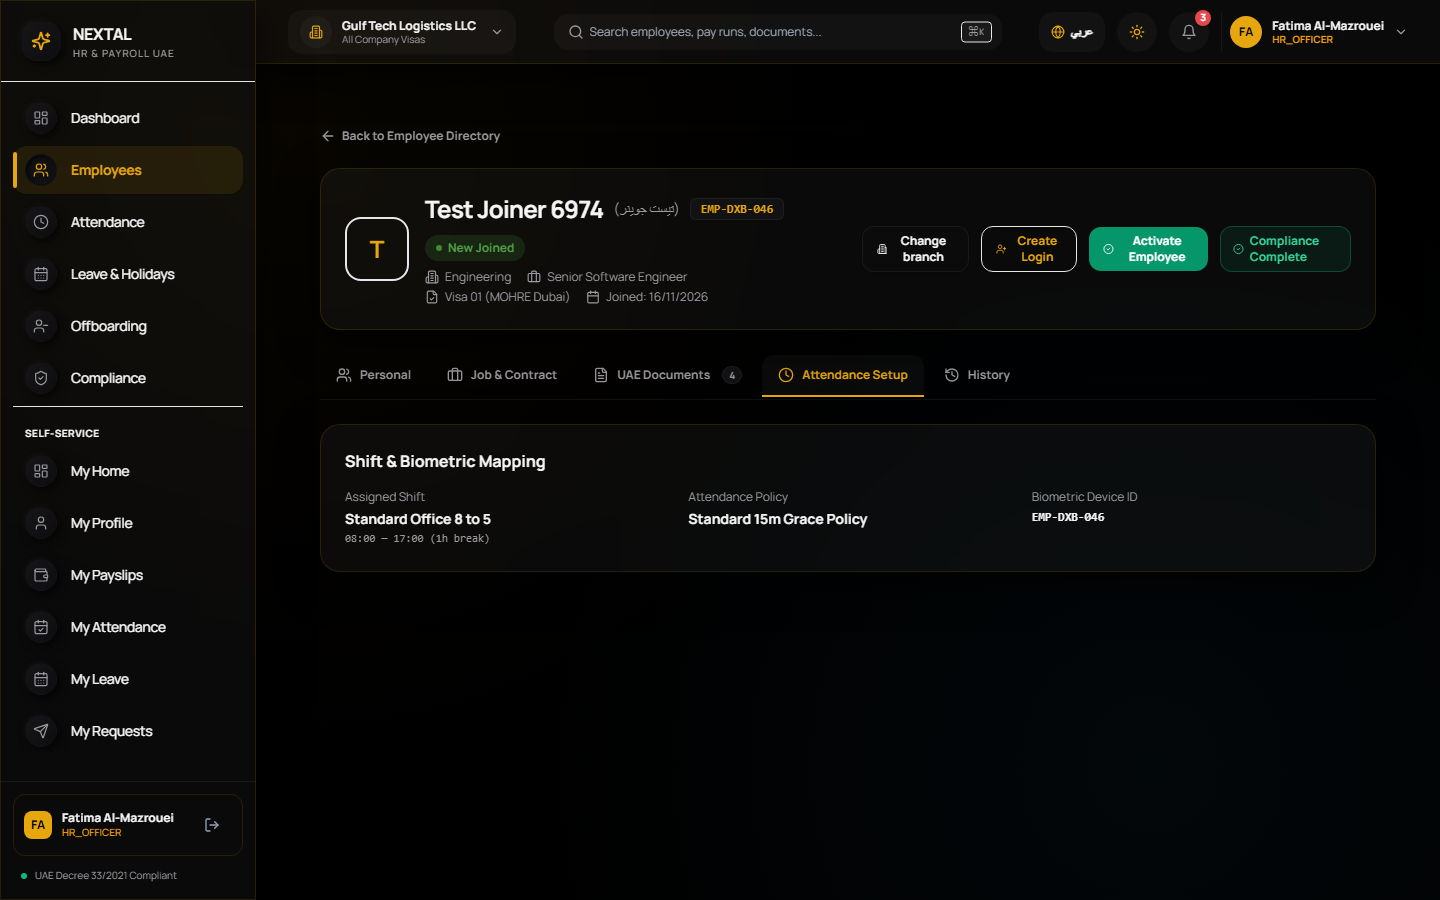 NEXTAL
HR & PAYROLL UAE
Gulf Tech Logistics LLC
All Company Visas
Search employees, pay runs, documents...
⌘K
عربي
3
FA
Fatima Al-Mazrouei
HR_OFFICER
Dashboard
Employees
Attendance
Leave & Holidays
Offboarding
Compliance
SELF-SERVICE
My Home
My Profile
My Payslips
My Attendance
My Leave
My Requests
FA
Fatima Al-Mazrouei
HR_OFFICER
UAE Decree 33/2021 Compliant
Back to Employee Directory
T
Test Joiner 6974 (تيست جوينر) EMP-DXB-046
New Joined
Engineering Senior Software Engineer
Visa 01 (MOHRE Dubai) Joined: 16/11/2026
Change branch
Create Login
Activate Employee
Compliance Complete
Personal Job & Contract UAE Documents 4 Attendance Setup History
Shift & Biometric Mapping
Assigned Shift
Standard Office 8 to 5
08:00 — 17:00 (1h break)
Attendance Policy
Standard 15m Grace Policy
Biometric Device ID
EMP-DXB-046